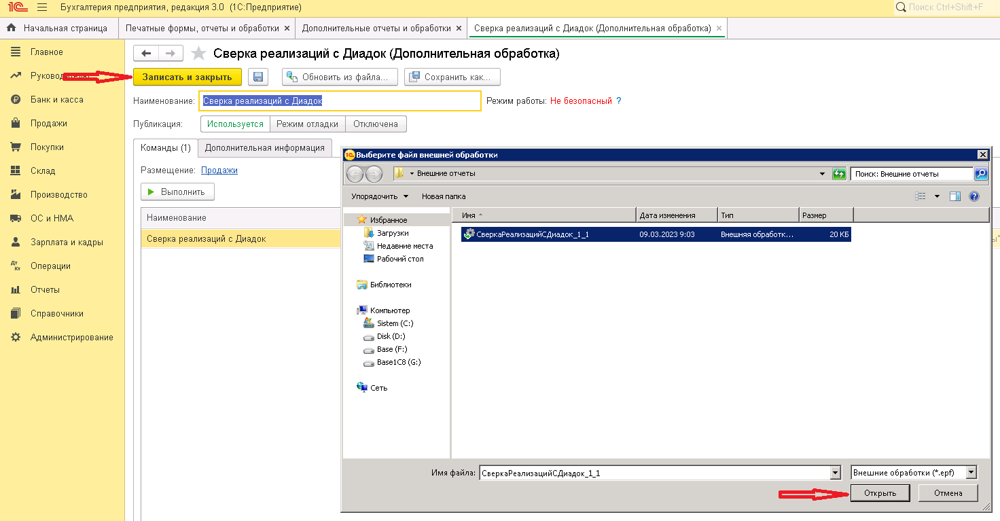 1С Бухгалтерия предприятия, редакция 3.0 (1С:Предприятие) Поиск Ctrl+Shift+F
Начальная страница Печатные формы, отчеты и обработки × Дополнительные отчеты и обработки × Сверка реализаций с Диадок (Дополнительная обработка) ×
Главное
Руководителю
Банк и касса
Продажи
Покупки
Склад
Производство
ОС и НМА
Зарплата и кадры
Дт Кт Операции
Отчеты
Справочники
Администрирование
Сверка реализаций с Диадок (Дополнительная обработка)
Записать и закрыть Обновить из файла... Сохранить как...
Наименование: Сверка реализаций с Диадок Режим работы: Не безопасный ?
Публикация: Используется Режим отладки Отключена
Команды (1) Дополнительная информация
Размещение: Продажи
Выполнить
Наименование
Сверка реализаций с Диадок
Выберите файл внешней обработки
Внешние отчеты Поиск: Внешние отчеты
Упорядочить Новая папка
Избранное
Загрузки
Недавние места
Рабочий стол
Библиотеки
Компьютер
Sistem (C:)
Disk (D:)
Base (F:)
Base1C8 (G:)
Сеть
Имя Дата изменения Тип Размер
СверкаРеализацийСДиадок_1_1 09.03.2023 9:03 Внешняя обработк... 20 КБ
Имя файла: СверкаРеализацийСДиадок_1_1 Внешние обработки (*.epf)
Открыть Отмена